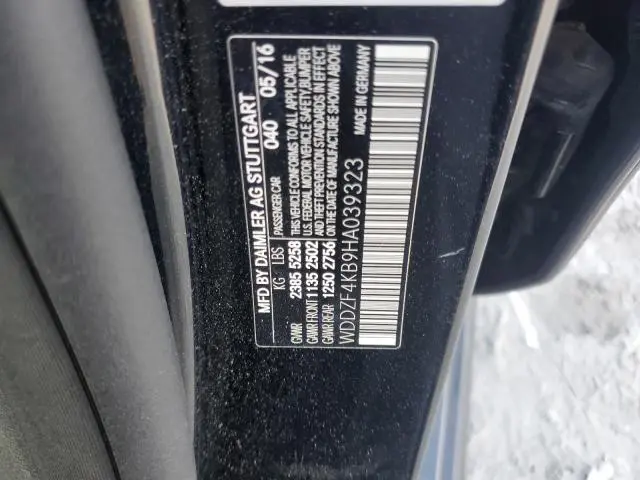 MFD BY DAIMLER AG STUTTGART 040 05/16
KG LBS PASSENGER CAR
GVWR 2385 5258 THIS VEHICLE CONFORMS TO ALL APPLICABLE
GAWR FRONT 1135 2502 U.S. FEDERAL MOTOR VEHICLE SAFETY,BUMPER
GAWR REAR 1250 2756 AND THEFT PREVENTION STANDARDS IN EFFECT
ON THE DATE OF MANUFACTURE SHOWN ABOVE
WDDZF4KB9HA039323
MADE IN GERMANY